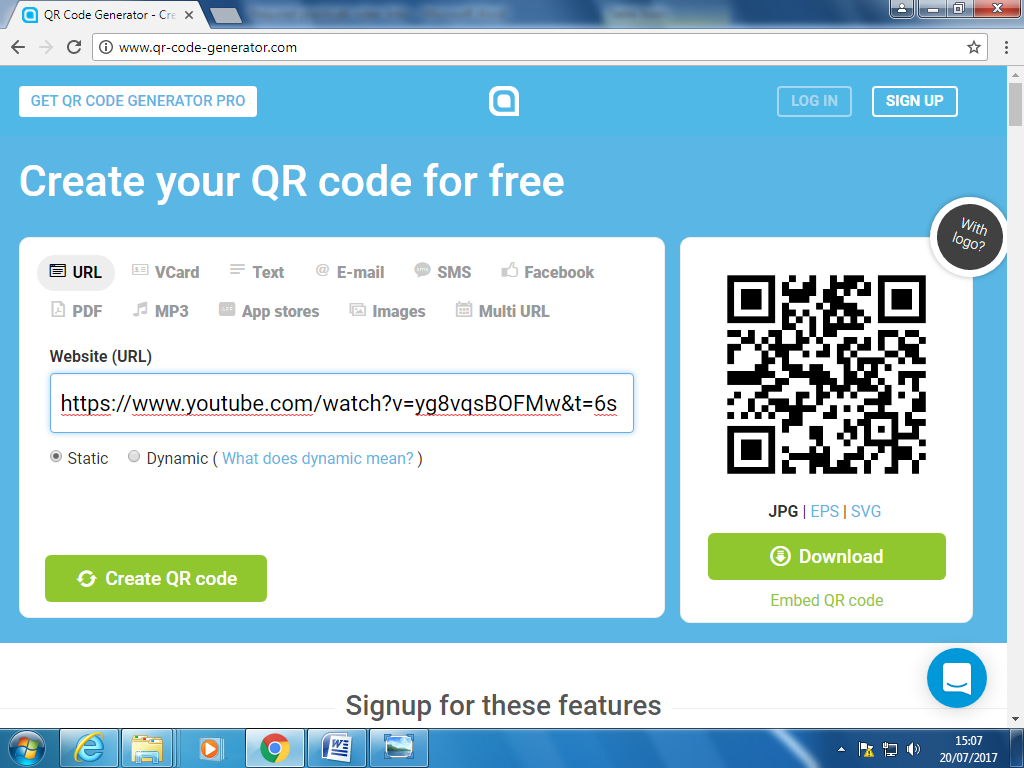 QR Code Generator - Cre
www.qr-code-generator.com
GET QR CODE GENERATOR PRO
LOG IN
SIGN UP
Create your QR code for free
With
logo?
URL
VCard
Text
E-mail
SMS
Facebook
PDF
MP3
App stores
Images
Multi URL
Website (URL)
https://www.youtube.com/watch?v=yg8vqsBOFMw&t=6s
Static
Dynamic ( What does dynamic mean? )
Create QR code
JPG | EPS | SVG
Download
Embed QR code
Signup for these features
15:07
20/07/2017